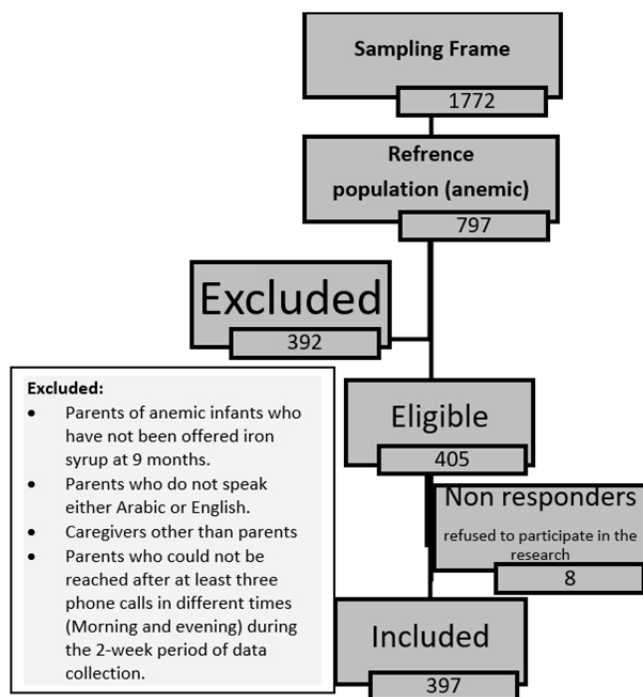 Sampling Frame
1772
Refrence
population (anemic)
797
Excluded
392
Excluded:
• Parents of anemic infants who
have not been offered iron
syrup at 9 months.
• Parents who do not speak
either Arabic or English.
• Caregivers other than parents
• Parents who could not be
reached after at least three
phone calls in different times
(Morning and evening) during
the 2-week period of data
collection.
Eligible
405
Non responders
refused to participate in the
research
8
Included
397